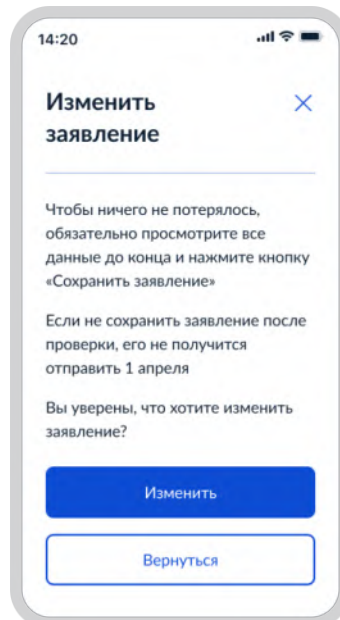 14:20
Изменить
заявление
Чтобы ничего не потерялось,
обязательно просмотрите все
данные до конца и нажмите кнопку
«Сохранить заявление»
Если не сохранить заявление после
проверки, его не получится
отправить 1 апреля
Вы уверены, что хотите изменить
заявление?
Изменить
Вернуться